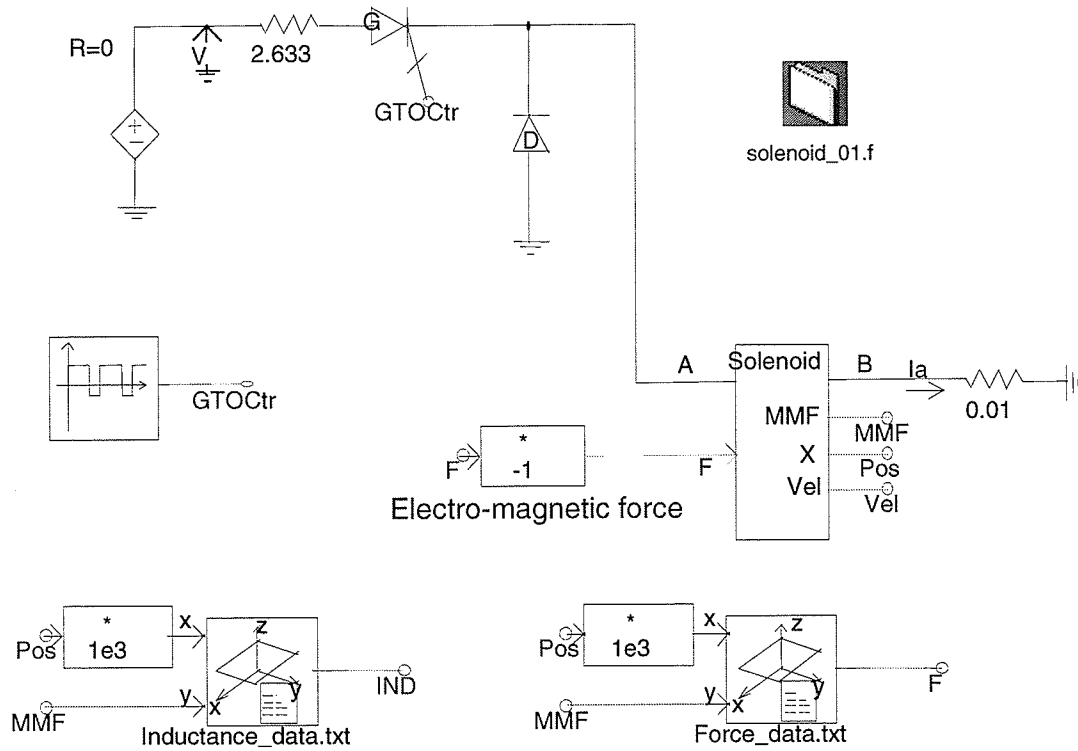 R=0
V
2.633
G
GTOCtr
D
+
-
solenoid_01.f
GTOCtr
A
Solenoid
B
Ia
0.01
MMF
MMF
X
Pos
Vel
Vel
F
*
-1
F
Electro-magnetic force
Pos
*
1e3
x
z
y
x
y
MMF
IND
Inductance_data.txt
Pos
*
1e3
x
z
y
x
y
MMF
F
Force_data.txt